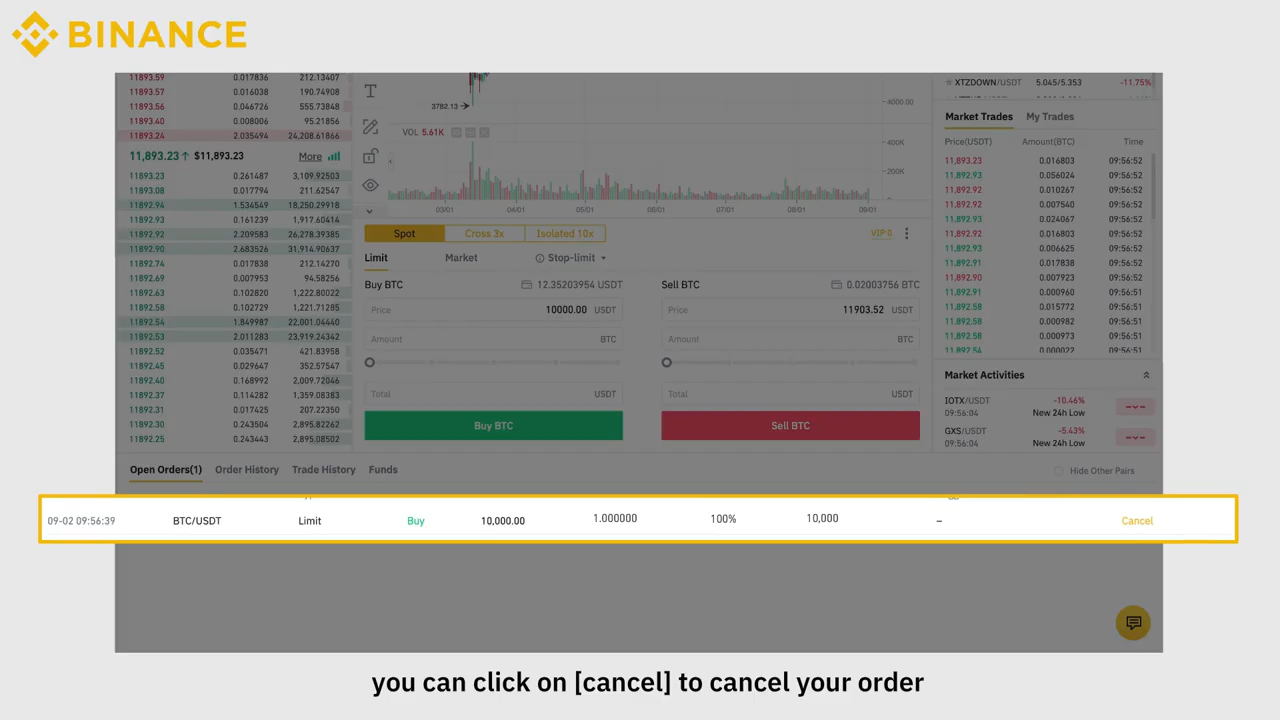 BINANCE
11893.59 0.017836 212.13407
11893.57 0.016038 190.74908
11893.56 0.046726 555.73848
11893.40 0.008006 95.21856
11893.24 2.035494 24,208.61866
11,893.23↑ $11,893.23 More
11893.23 0.261487 3,109.92503
11893.08 0.017794 211.62547
11892.94 1.534549 18,250.29918
11892.93 0.161239 1,917.60414
11892.92 2.209583 26,278.39385
11892.90 2.683526 31,914.90637
11892.74 0.017838 212.14270
11892.69 0.007953 94.58256
11892.63 0.102820 1,222.80022
11892.58 0.102729 1,221.71285
11892.54 1.849987 22,001.04440
11892.53 2.011283 23,919.24342
11892.52 0.035471 421.83958
11892.45 0.029647 352.57547
11892.40 0.168992 2,009.72046
11892.37 0.114282 1,359.08383
11892.31 0.017425 207.22350
11892.30 0.243504 2,895.82262
11892.25 0.243443 2,895.08502
T
3782.13
4000.00
VOL 5.61K
400K
200K
03/01 04/01 05/01 06/01 07/01 08/01 09/01
Spot Cross 3x Isolated 10x VIP 0
Limit Market Stop-limit
Buy BTC 12.35203954 USDT
Price 10000.00 USDT
Amount BTC
Total USDT
Buy BTC
Sell BTC 0.02003756 BTC
Price 11903.52 USDT
Amount BTC
Total USDT
Sell BTC
XTZDOWN/USDT 5.045/5.353 -11.75%
Market Trades My Trades
Price(USDT) Amount(BTC) Time
11,893.23 0.016803 09:56:52
11,893.23 0.056024 09:56:52
11,892.92 0.010267 09:56:52
11,892.92 0.007540 09:56:52
11,892.93 0.024067 09:56:52
11,892.92 0.016803 09:56:52
11,892.93 0.006625 09:56:52
11,892.91 0.017838 09:56:52
11,892.90 0.007923 09:56:52
11,892.91 0.000960 09:56:51
11,892.58 0.015772 09:56:51
11,892.58 0.000982 09:56:51
11,892.58 0.000973 09:56:51
11,892.54 0.000022 09:56:51
Market Activities
IOTX/USDT -10.46%
09:56:04 New 24h Low
GXS/USDT -5.43%
09:56:04 New 24h Low
Open Orders(1) Order History Trade History Funds Hide Other Pairs
09-02 09:56:39 BTC/USDT Limit Buy 10,000.00 1.000000 100% 10,000 – Cancel
you can click on [cancel] to cancel your order